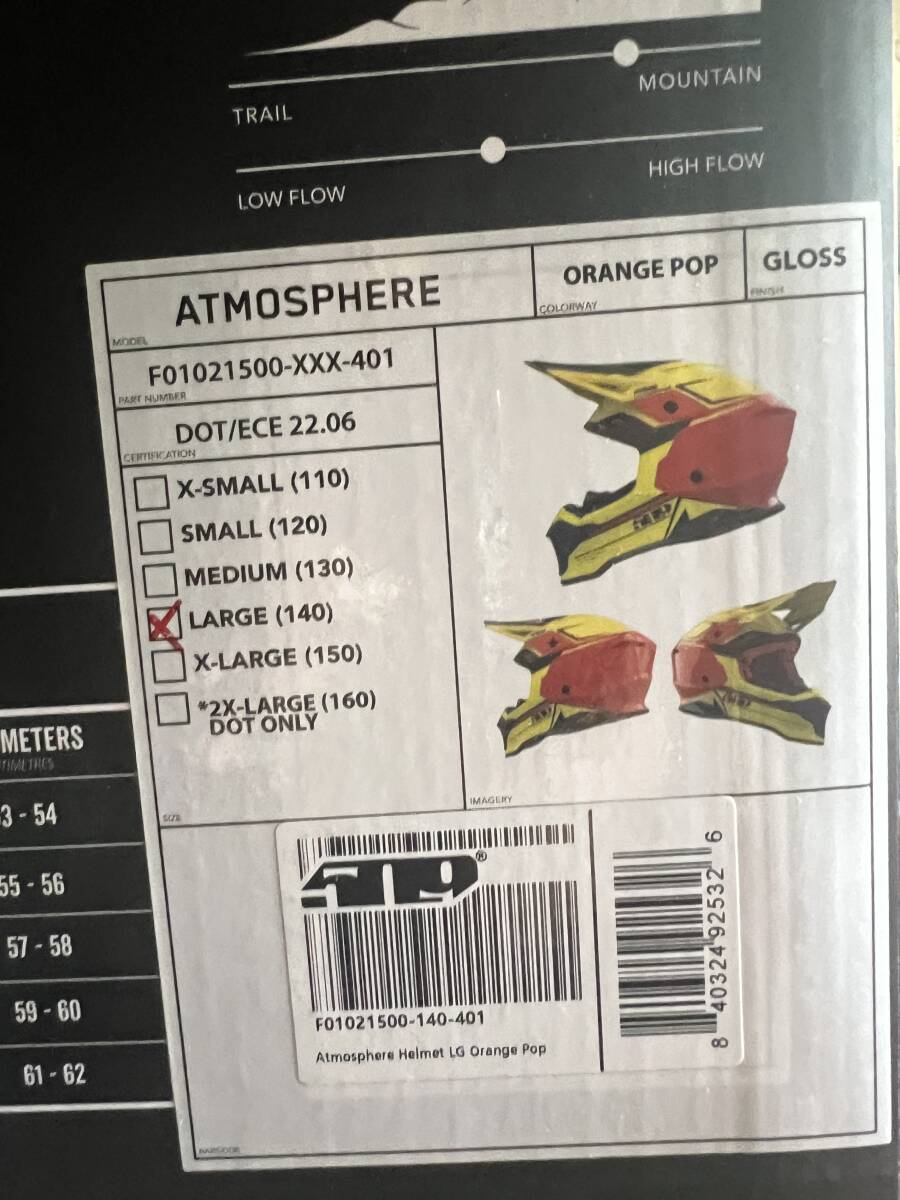 TRAIL
MOUNTAIN
LOW FLOW
HIGH FLOW
ATMOSPHERE
MODEL
ORANGE POP
COLORWAY
GLOSS
FINISH
F01021500-XXX-401
PART NUMBER
DOT/ECE 22.06
CERTIFICATION
X-SMALL (110)
SMALL (120)
MEDIUM (130)
LARGE (140)
X-LARGE (150)
*2X-LARGE (160)
DOT ONLY
SIZE
IMAGERY
METERS
3 - 54
55 - 56
57 - 58
59 - 60
61 - 62
509®
F01021500-140-401
Atmosphere Helmet LG Orange Pop
8 40324 92532 6
BARCODE